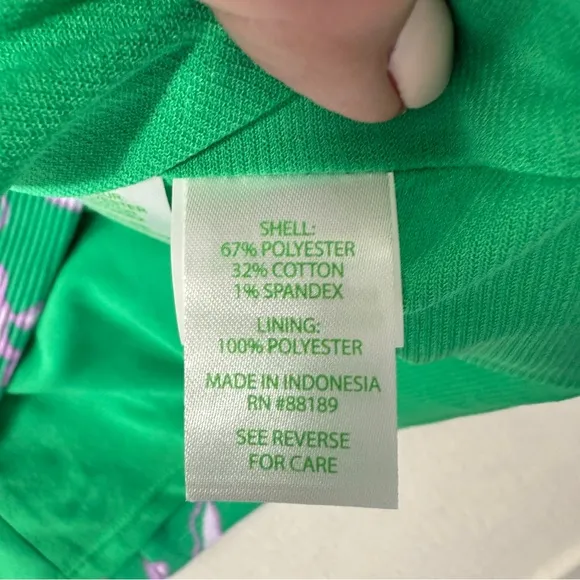 SHELL:
67% POLYESTER
32% COTTON
1% SPANDEX
LINING:
100% POLYESTER
MADE IN INDONESIA
RN #88189
SEE REVERSE
FOR CARE